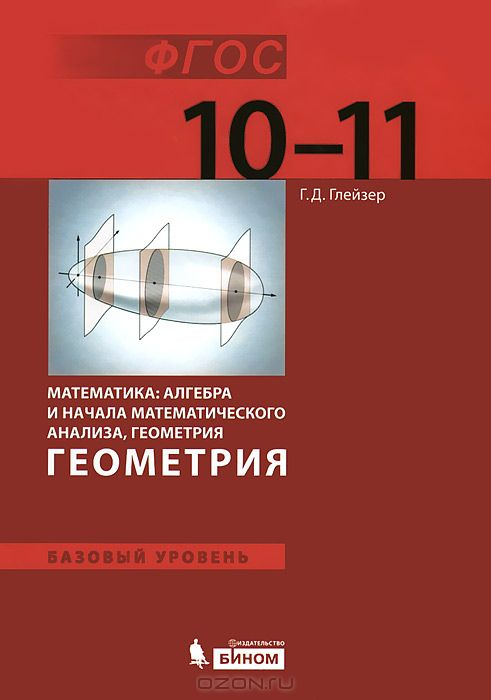 ФГОС
10–11
Г. Д. Глейзер
МАТЕМАТИКА: АЛГЕБРА
И НАЧАЛА МАТЕМАТИЧЕСКОГО
АНАЛИЗА, ГЕОМЕТРИЯ
ГЕОМЕТРИЯ
БАЗОВЫЙ УРОВЕНЬ
ИЗДАТЕЛЬСТВО
БИНОМ
OZON.ru